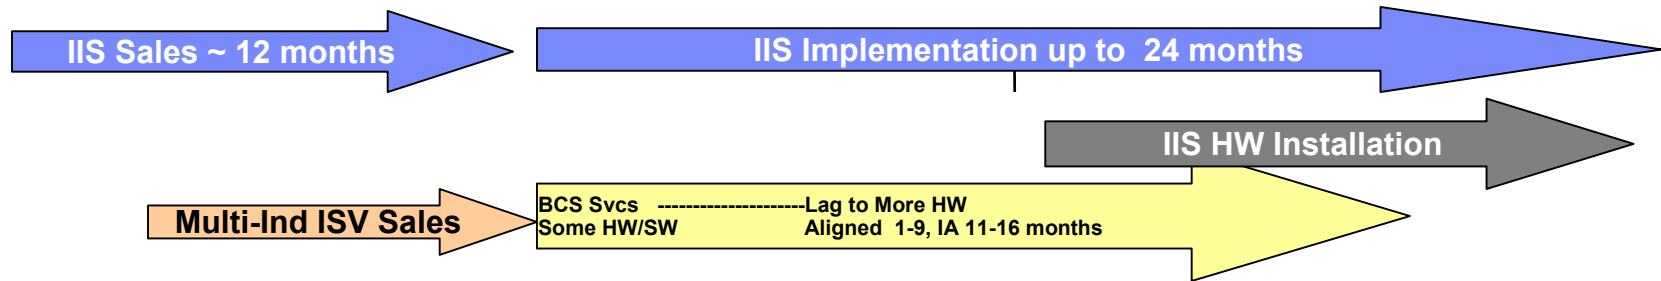 IIS Sales ~ 12 months
IIS Implementation up to 24 months
IIS HW Installation
Multi-Ind ISV Sales
BCS Svcs ---------------------Lag to More HW
Some HW/SW Aligned 1-9, IA 11-16 months